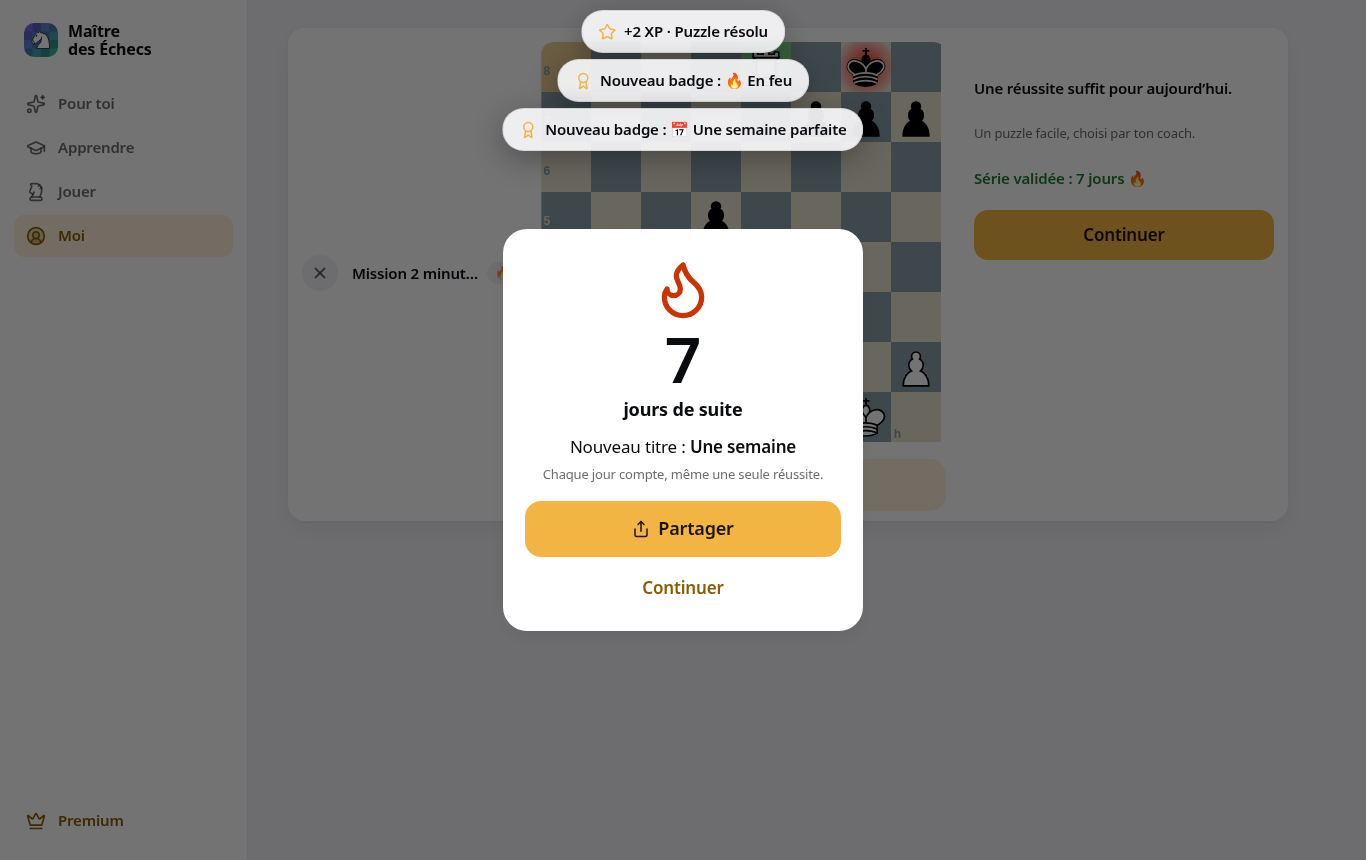 Maître
des Échecs
Pour toi
Apprendre
Jouer
Moi
Premium
+2 XP · Puzzle résolu
Nouveau badge : 🔥 En feu
Nouveau badge : 📅 Une semaine parfaite
Mission 2 minut...
8
6
5
h
7
jours de suite
Nouveau titre : Une semaine
Chaque jour compte, même une seule réussite.
Partager
Continuer
Une réussite suffit pour aujourd’hui.
Un puzzle facile, choisi par ton coach.
Série validée : 7 jours 🔥
Continuer